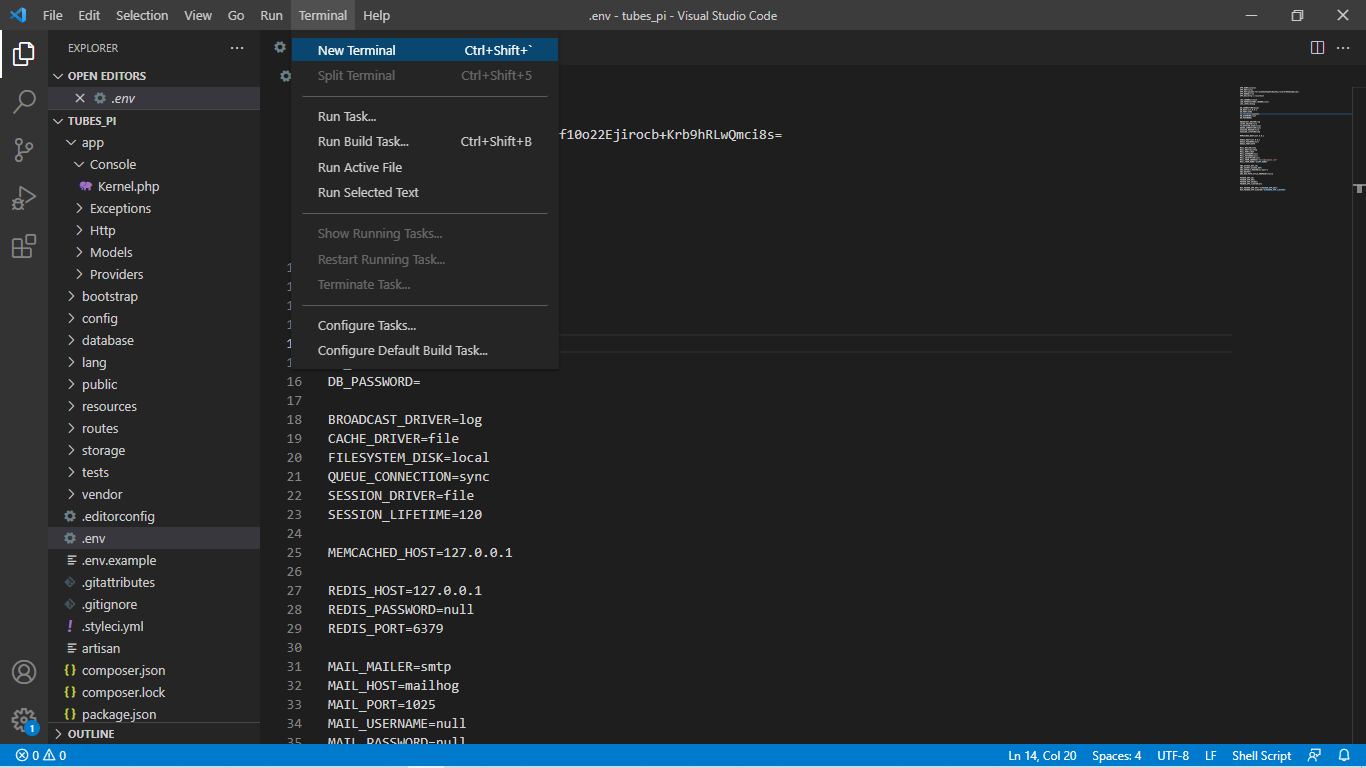 File Edit Selection View Go Run Terminal Help
.env - tubes_pi - Visual Studio Code
EXPLORER
OPEN EDITORS
.env
TUBES_PI
app
Console
Kernel.php
Exceptions
Http
Models
Providers
bootstrap
config
database
lang
public
resources
routes
storage
tests
vendor
.editorconfig
.env
.env.example
.gitattributes
.gitignore
.styleci.yml
artisan
composer.json
composer.lock
package.json
OUTLINE
New Terminal Ctrl+Shift+`
Split Terminal Ctrl+Shift+5
Run Task...
Run Build Task... Ctrl+Shift+B
Run Active File
Run Selected Text
Show Running Tasks...
Restart Running Task...
Terminate Task...
Configure Tasks...
Configure Default Build Task...
f10o22Ejirocb+Krb9hRLwQmci8s=
16 DB_PASSWORD=
17
18 BROADCAST_DRIVER=log
19 CACHE_DRIVER=file
20 FILESYSTEM_DISK=local
21 QUEUE_CONNECTION=sync
22 SESSION_DRIVER=file
23 SESSION_LIFETIME=120
24
25 MEMCACHED_HOST=127.0.0.1
26
27 REDIS_HOST=127.0.0.1
28 REDIS_PASSWORD=null
29 REDIS_PORT=6379
30
31 MAIL_MAILER=smtp
32 MAIL_HOST=mailhog
33 MAIL_PORT=1025
34 MAIL_USERNAME=null
35 MAIL_PASSWORD=null
1
0 0
Ln 14, Col 20 Spaces: 4 UTF-8 LF Shell Script